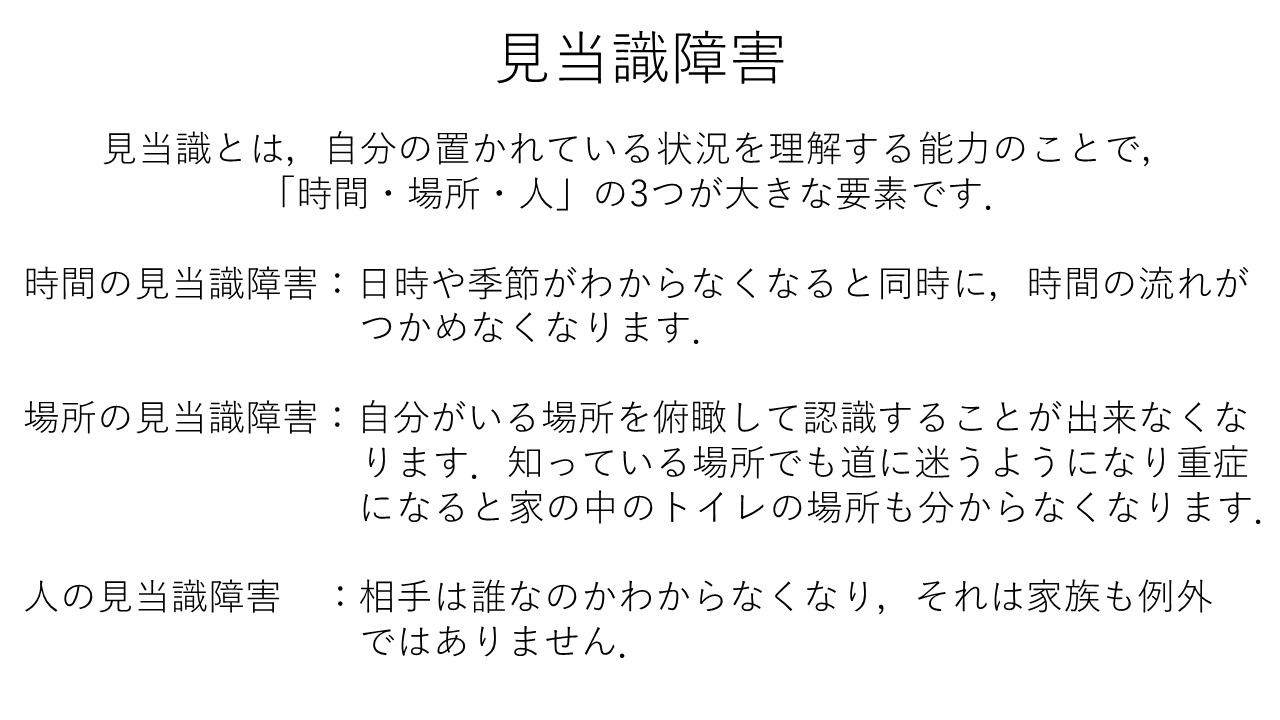 見当識障害
見当識とは，自分の置かれている状況を理解する能力のことで，
「時間・場所・人」の3つが大きな要素です．
時間の見当識障害：日時や季節がわからなくなると同時に，時間の流れが
つかめなくなります．
場所の見当識障害：自分がいる場所を俯瞰して認識することが出来なくな
ります．知っている場所でも道に迷うようになり重症
になると家の中のトイレの場所も分からなくなります．
人の見当識障害　：相手は誰なのかわからなくなり，それは家族も例外
ではありません．